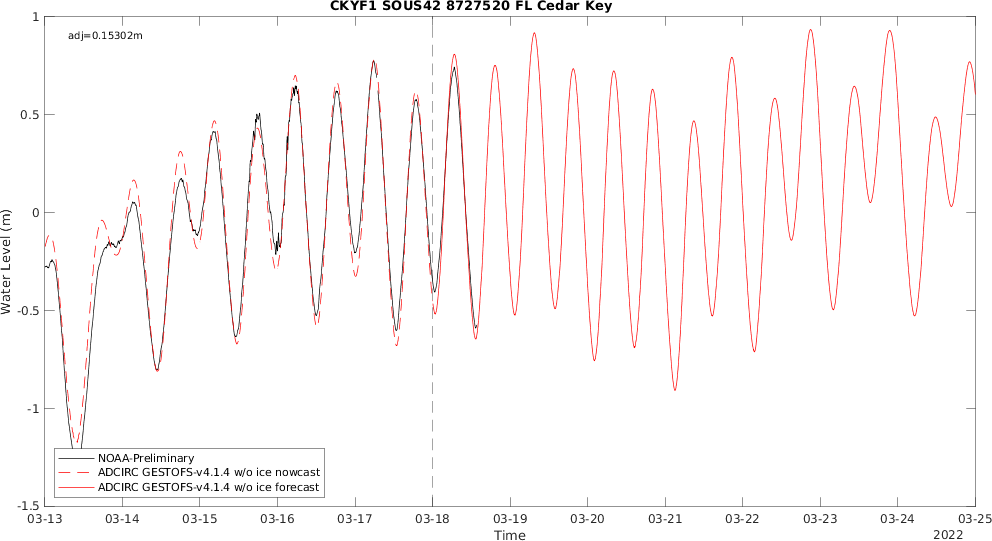 CKYF1 SOUS42 8727520 FL Cedar Key
adj=0.15302m
1
0.5
0
-0.5
-1
-1.5
Water Level (m)
NOAA-Preliminary
ADCIRC GESTOFS-v4.1.4 w/o ice nowcast
ADCIRC GESTOFS-v4.1.4 w/o ice forecast
03-13 03-14 03-15 03-16 03-17 03-18 03-19 03-20 03-21 03-22 03-23 03-24 03-25
Time
2022